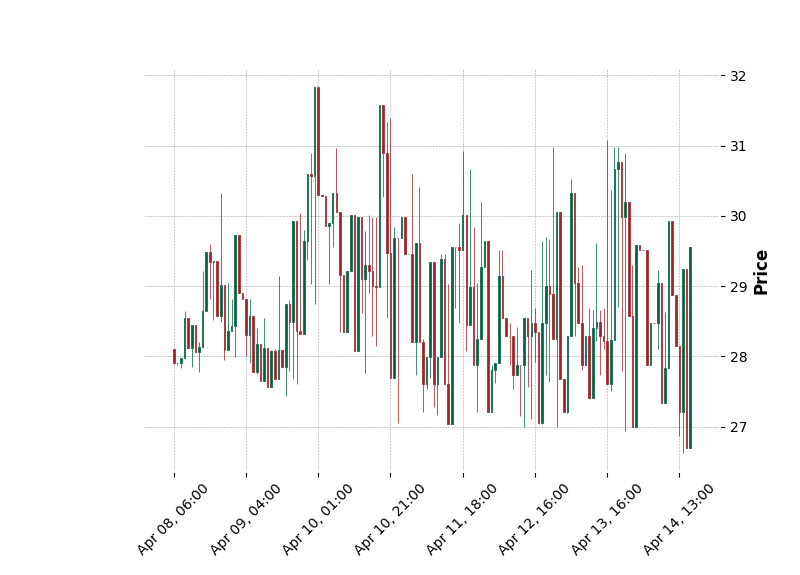 32
31
30
29
28
27
Price
Apr 08, 06:00
Apr 09, 04:00
Apr 10, 01:00
Apr 10, 21:00
Apr 11, 18:00
Apr 12, 16:00
Apr 13, 16:00
Apr 14, 13:00